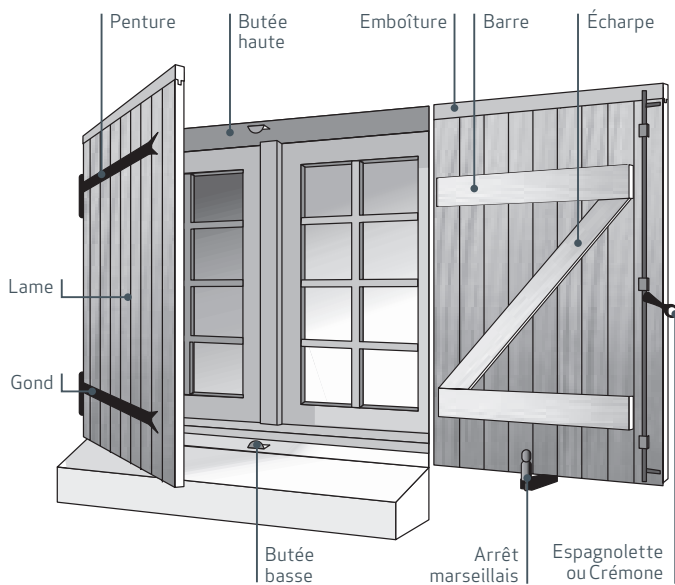 Penture
Butée
haute
Emboîture
Barre
Écharpe
Lame
Gond
Butée
basse
Arrêt
marseillais
Espagnolette
ou Crémone